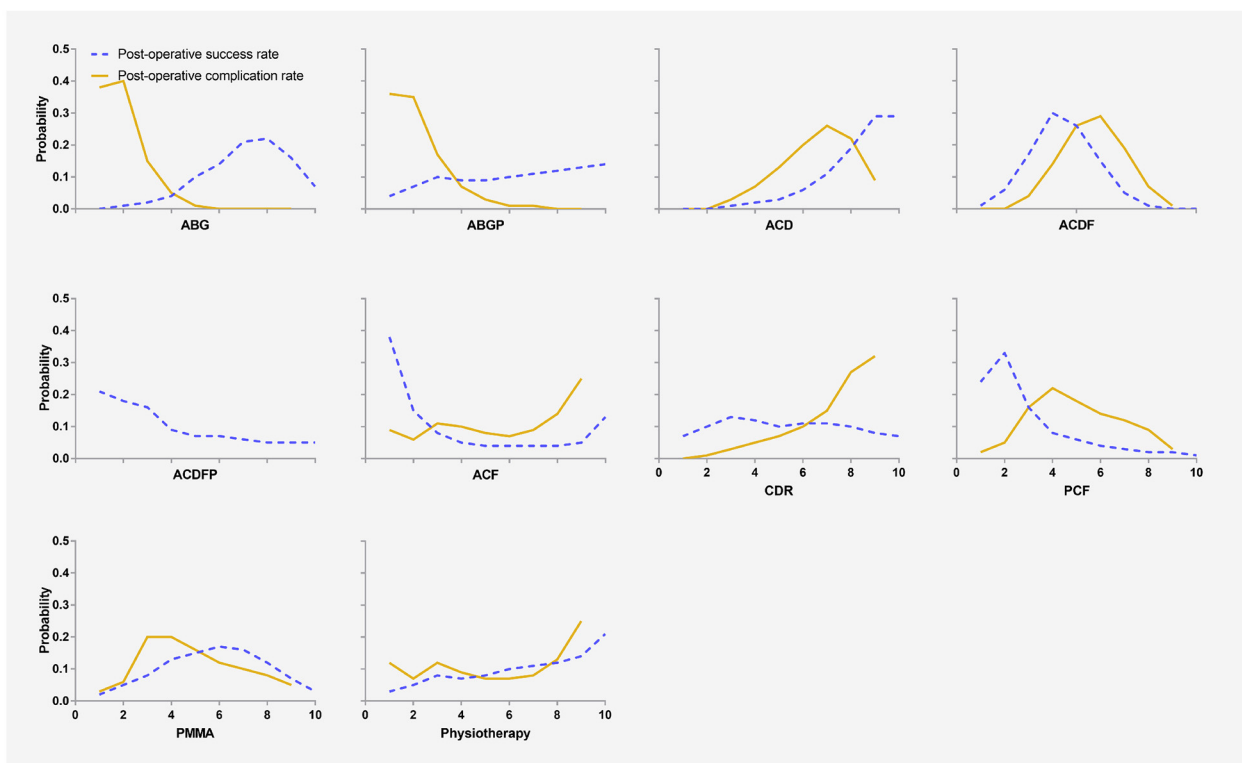 Post-operative success rate
Post-operative complication rate
Probability
0.5
0.4
0.3
0.2
0.1
0.0
ABG
ABGP
ACD
ACDF
Probability
0.5
0.4
0.3
0.2
0.1
0.0
ACDFP
ACF
0 2 4 6 8 10
CDR
0 2 4 6 8 10
PCF
Probability
0.5
0.4
0.3
0.2
0.1
0.0
0 2 4 6 8 10
PMMA
0 2 4 6 8 10
Physiotherapy